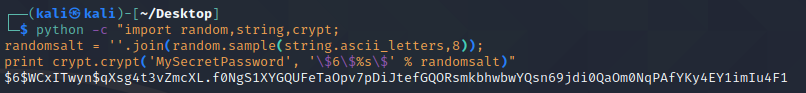 ┌──(kali㉿kali)-[~/Desktop]
└─$ python -c "import random,string,crypt;
randomsalt = ''.join(random.sample(string.ascii_letters,8));
print crypt.crypt('MySecretPassword', '\$6\$%s\$' % randomsalt)"
$6$WCxITwyn$qXsg4t3vZmcXL.f0NgS1XYGQUFeTaOpv7pDiJtefGQORsmkbhwbwYQsn69jdi0QaOm0NqPAfYKy4EY1imIu4F1